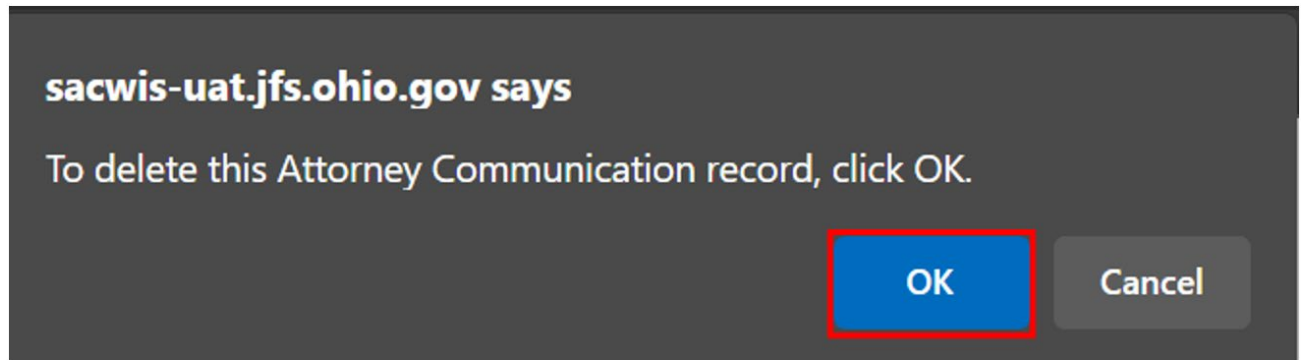 sacwis-uat.jfs.ohio.gov says
To delete this Attorney Communication record, click OK.
OK
Cancel